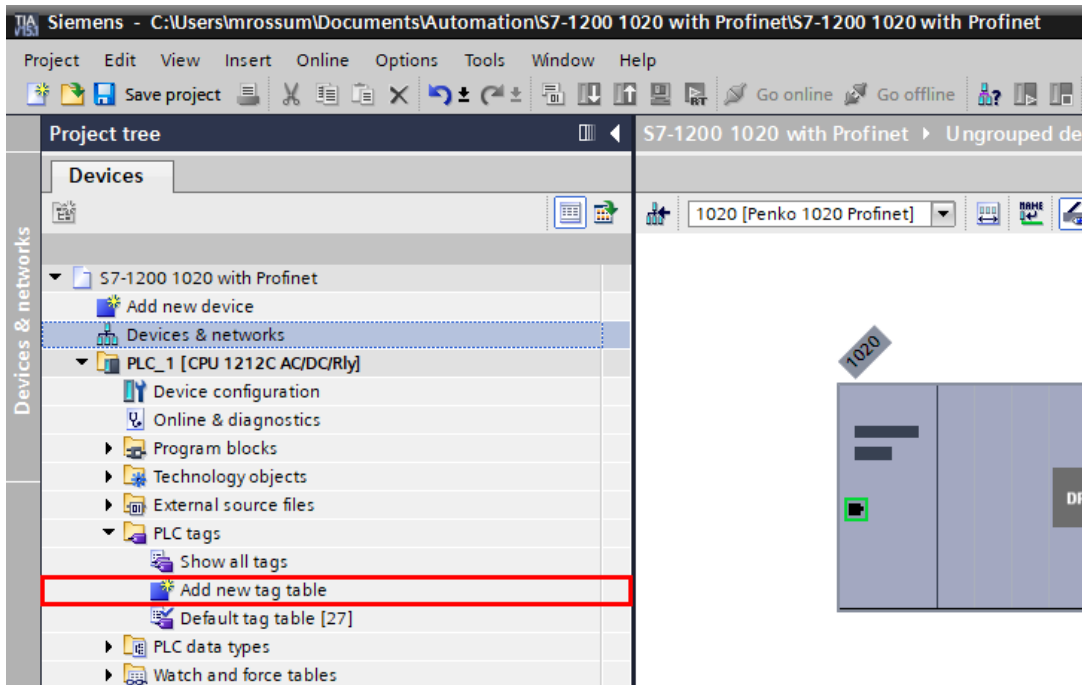 TIA V15.1 Siemens - C:\Users\mrossum\Documents\Automation\S7-1200 1020 with Profinet\S7-1200 1020 with Profinet
Project Edit View Insert Online Options Tools Window Help
Save project Go online Go offline
Project tree
S7-1200 1020 with Profinet Ungrouped de
Devices
1020 [Penko 1020 Profinet]
Devices & networks
S7-1200 1020 with Profinet
Add new device
Devices & networks
PLC_1 [CPU 1212C AC/DC/Rly]
Device configuration
Online & diagnostics
Program blocks
Technology objects
External source files
PLC tags
Show all tags
Add new tag table
Default tag table [27]
PLC data types
Watch and force tables
1020
DP